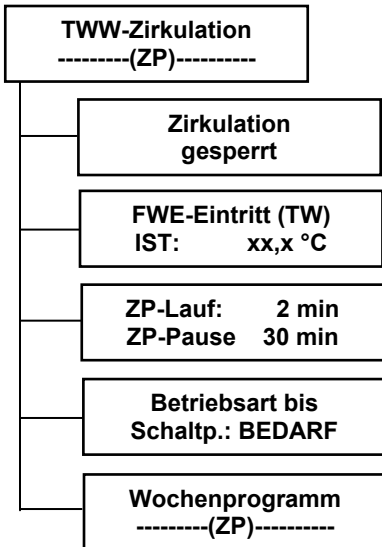 TWW-Zirkulation
---------(ZP)----------
Zirkulation
gesperrt
FWE-Eintritt (TW)
IST: xx,x °C
ZP-Lauf: 2 min
ZP-Pause 30 min
Betriebsart bis
Schaltp.: BEDARF
Wochenprogramm
---------(ZP)----------